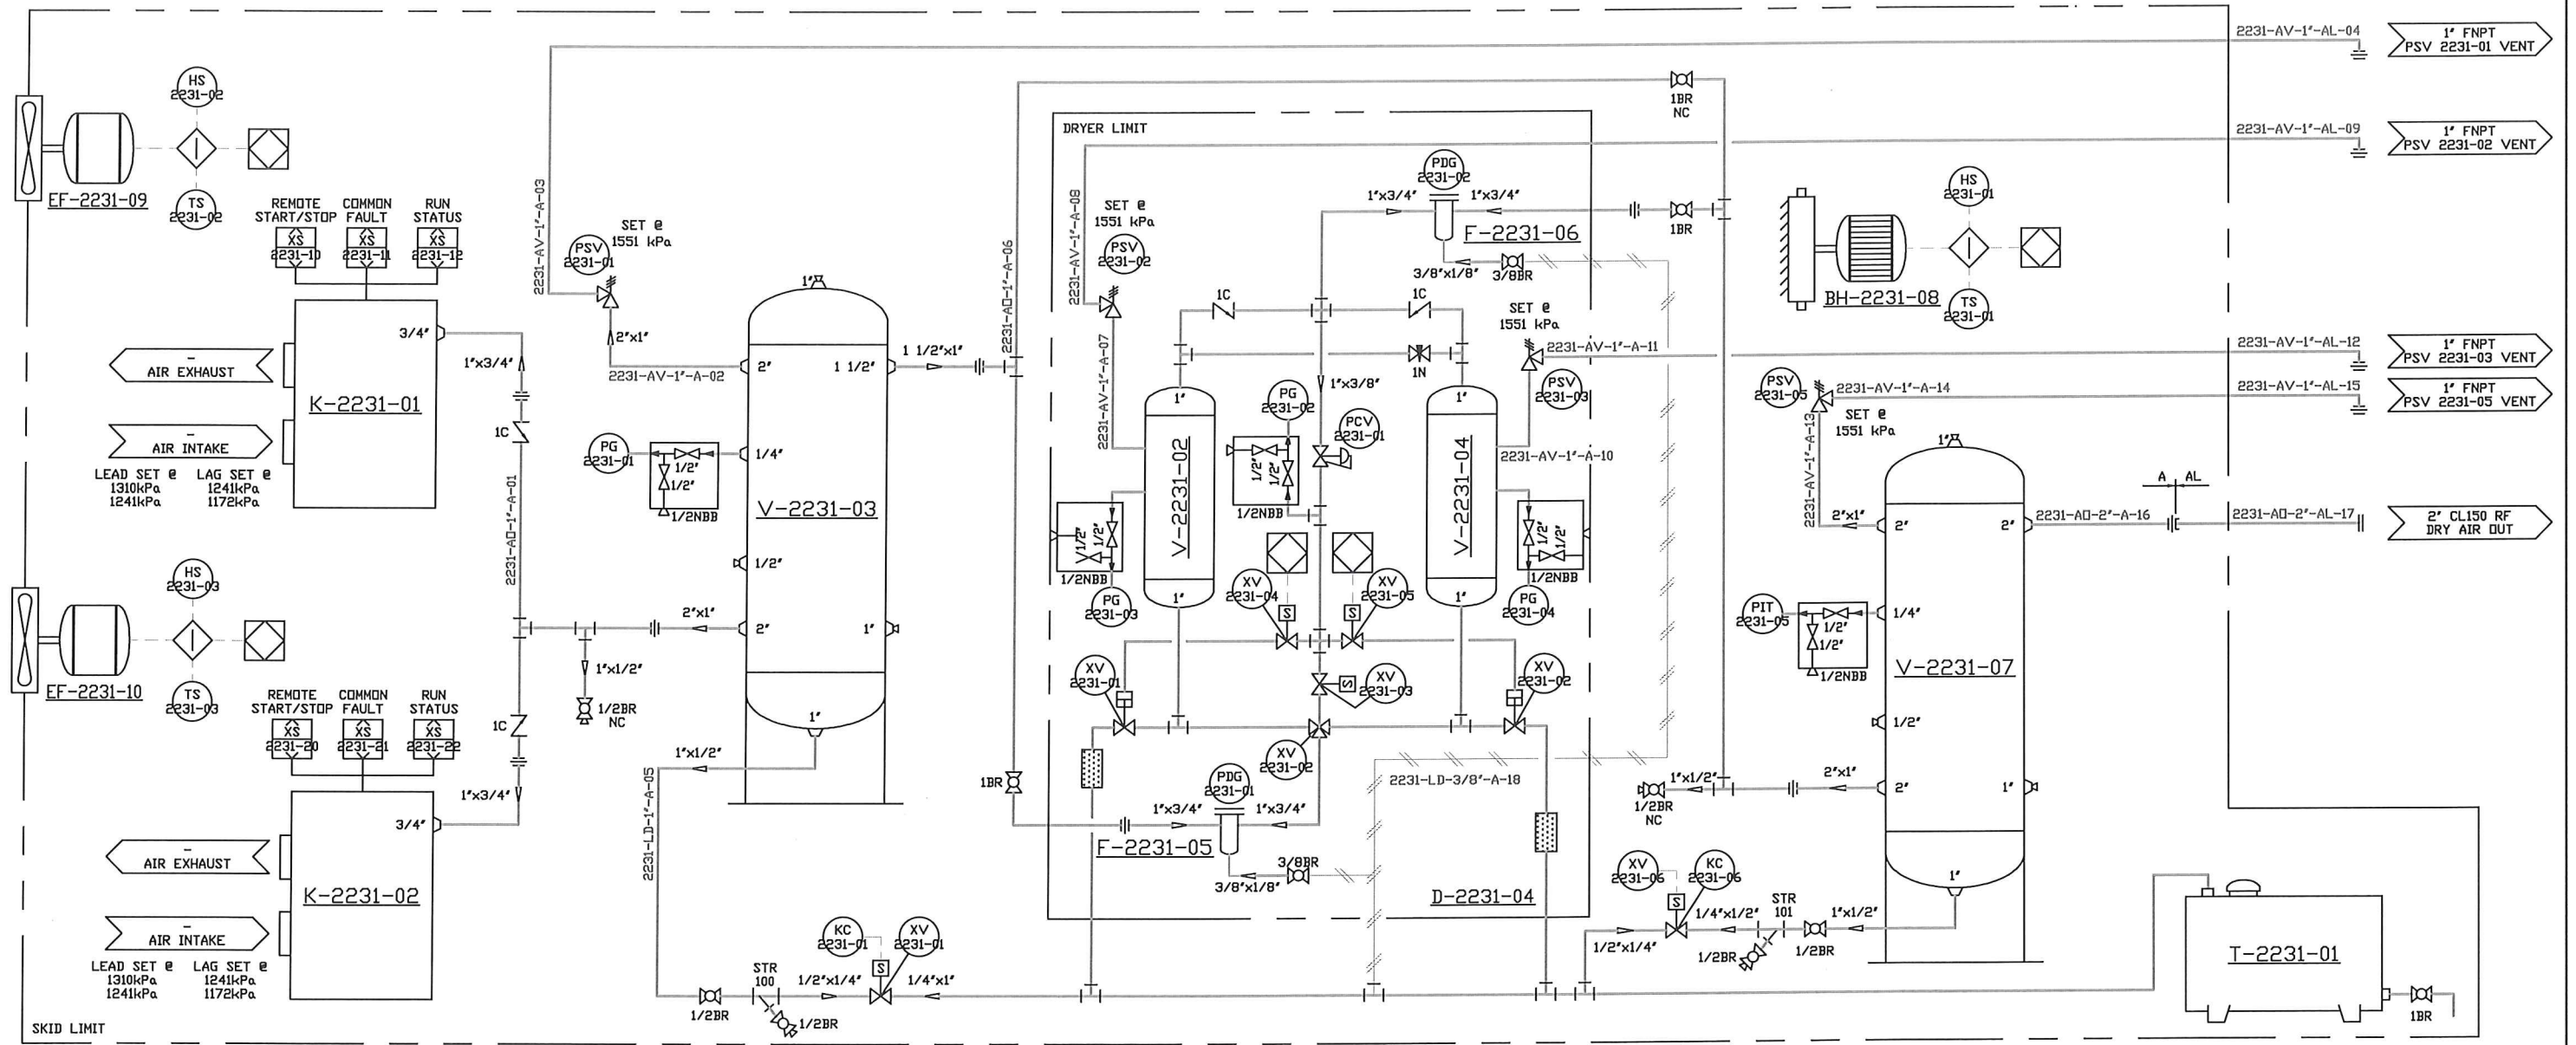 2231-AV-1"-AL-04
1" FNPT
PSV 2231-01 VENT
2231-AV-1"-AL-09
1" FNPT
PSV 2231-02 VENT
HS
2231-02
TS
2231-02
EF-2231-09
REMOTE
START/STOP
COMMON
FAULT
RUN
STATUS
XS
2231-10
XS
2231-11
XS
2231-12
3/4"
1"x3/4"
AIR EXHAUST
K-2231-01
AIR INTAKE
LEAD SET @
1310kPa
1241kPa
LAG SET @
1241kPa
1172kPa
1C
2231-AO-1"-A-01
HS
2231-03
TS
2231-03
EF-2231-10
REMOTE
START/STOP
COMMON
FAULT
RUN
STATUS
XS
2231-20
XS
2231-21
XS
2231-22
1C
1"x3/4"
3/4"
AIR EXHAUST
K-2231-02
AIR INTAKE
LEAD SET @
1310kPa
1241kPa
LAG SET @
1241kPa
1172kPa
SKID LIMIT
2231-AV-1"-A-03
PSV
2231-01
SET @
1551 kPa
2"x1"
2231-AV-1"-A-02
1"
2"
1 1/2"
1 1/2"x1"
PG
2231-01
1/2"
1/2"
1/2NBB
1/4"
V-2231-03
1/2"
2"
1"
2"x1"
1"x1/2"
1/2BR
NC
1"
1"x1/2"
2231-LD-1"-A-05
1/2BR
STR
100
1/2BR
1/2"x1/4"
KC
2231-01
XV
2231-01
S
1/4"x1"
2231-AO-1"-A-06
1BR
1BR
NC
DRYER LIMIT
2231-AV-1"-A-08
SET @
1551 kPa
PSV
2231-02
2231-AV-1"-A-07
PDG
2231-02
1"x3/4"
1"x3/4"
F-2231-06
1BR
3/8"x1/8"
3/8BR
1C
1C
1N
SET @
1551 kPa
2231-AV-1"-A-11
PSV
2231-03
1"x3/8"
PG
2231-02
PCV
2231-01
1/2"
1/2"
1/2NBB
1"
V-2231-02
1"
1"
V-2231-04
1"
2231-AV-1"-A-10
1/2"
1/2"
1/2NBB
PG
2231-03
1/2"
1/2"
1/2NBB
PG
2231-04
XV
2231-04
XV
2231-05
S
S
XV
2231-01
XV
2231-03
S
XV
2231-02
XV
2231-02
PDG
2231-01
1"x3/4"
1"x3/4"
F-2231-05
3/8BR
3/8"x1/8"
2231-LD-3/8"-A-18
D-2231-04
HS
2231-01
TS
2231-01
BH-2231-08
2231-AV-1"-AL-12
1" FNPT
PSV 2231-03 VENT
2231-AV-1"-AL-15
1" FNPT
PSV 2231-05 VENT
PSV
2231-05
2231-AV-1"-A-14
SET @
1551 kPa
2231-AV-1"-A-13
2"x1"
1"
2"
2"
2231-AO-2"-A-16
A
AL
2231-AO-2"-AL-17
2" CL150 RF
DRY AIR OUT
PIT
2231-05
1/2"
1/2"
1/2NBB
1/4"
V-2231-07
1/2"
2"
1"
2"x1"
1"x1/2"
1/2BR
NC
1"
XV
2231-06
KC
2231-06
S
1/2"x1/4"
1/4"x1/2"
STR
101
1/2BR
1/2BR
1"x1/2"
T-2231-01
1BR